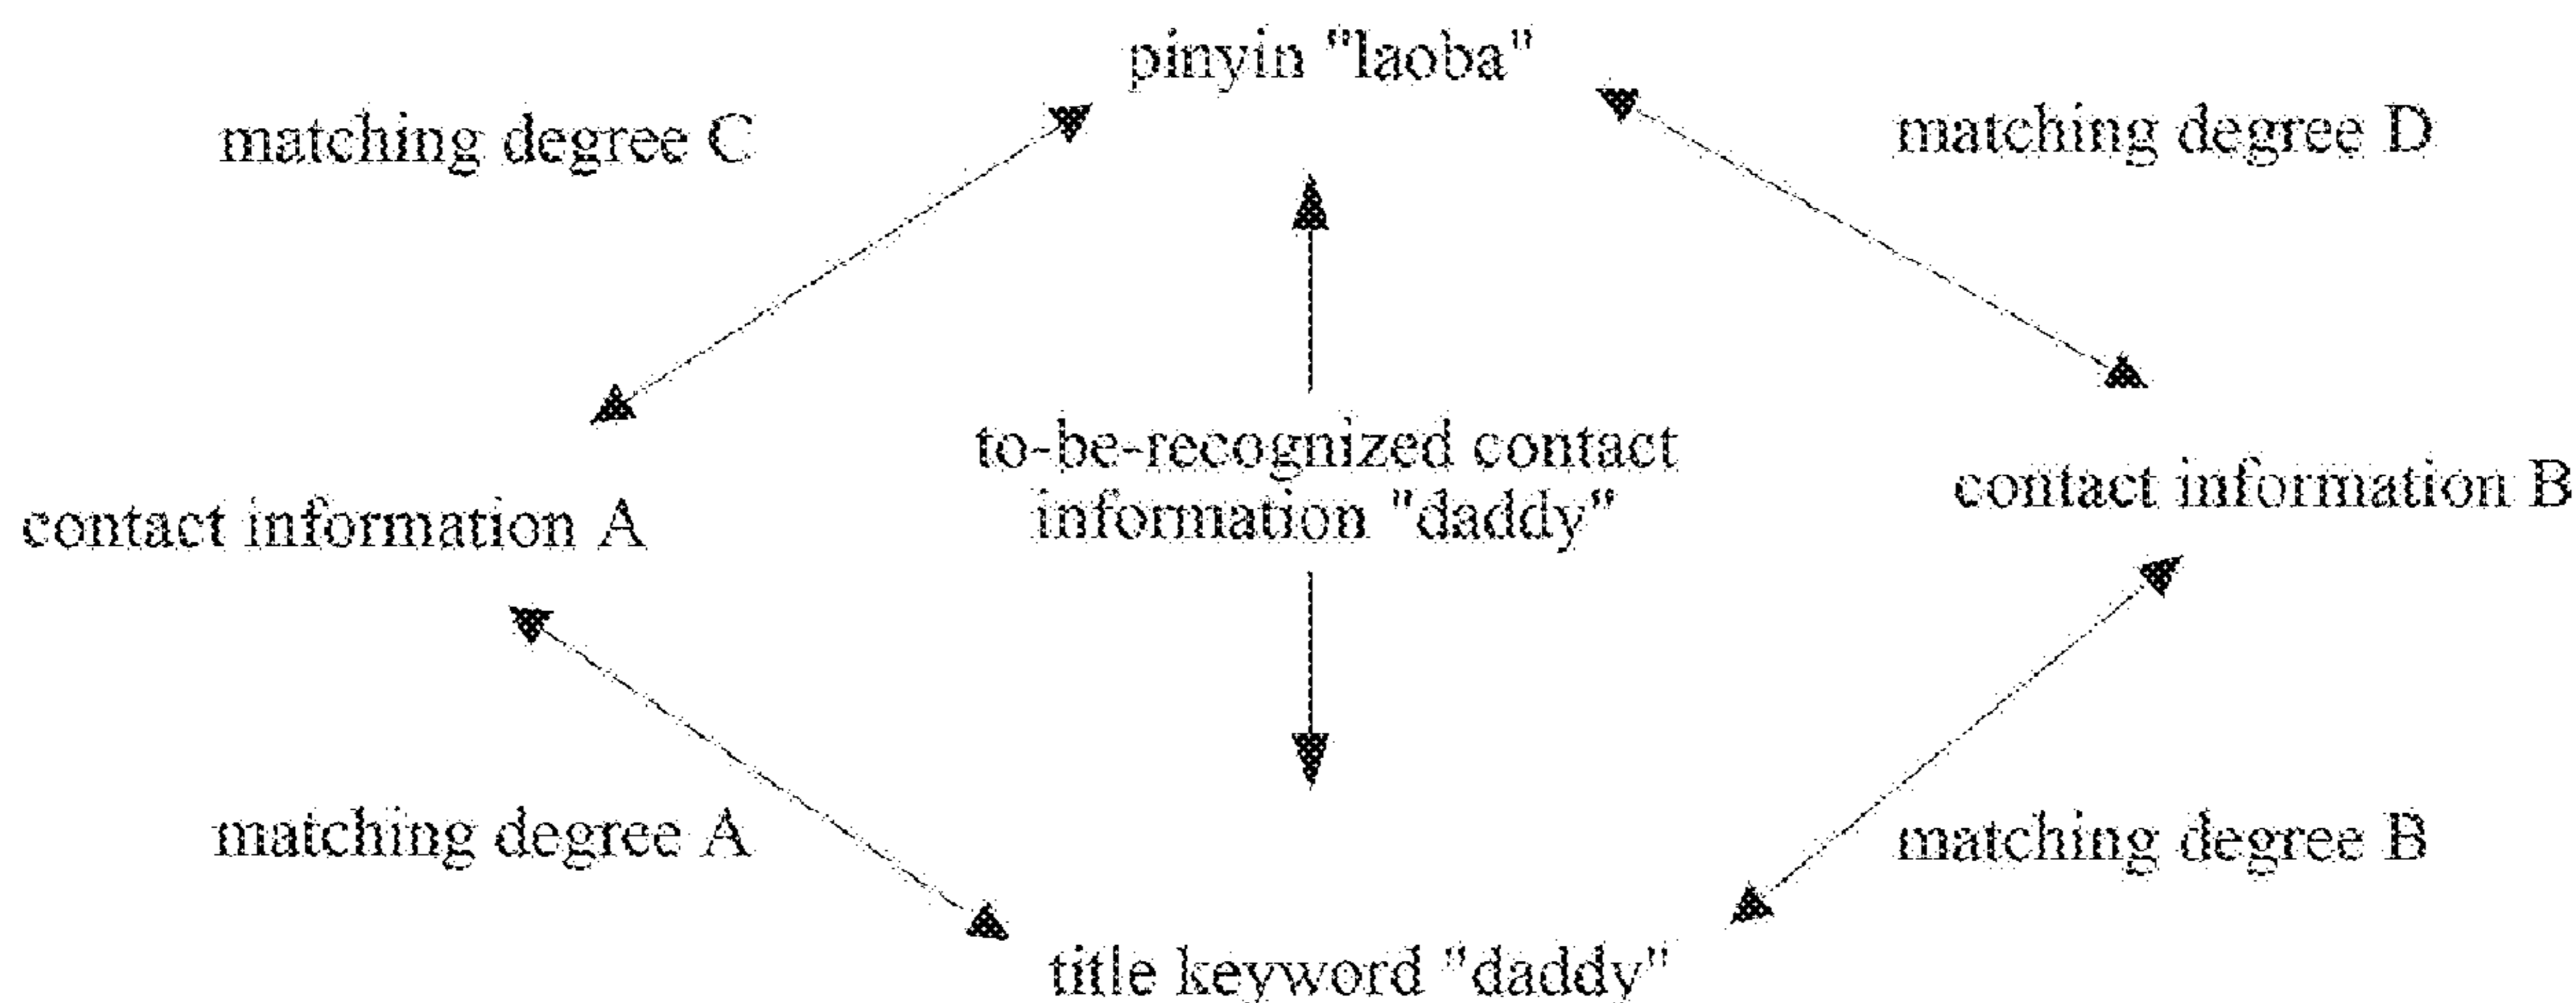 pinyin "laoba"
matching degree C
matching degree D
to-be-recognized contact
information "daddy"
contact information A
contact information B
matching degree A
matching degree B
title keyword "daddy"